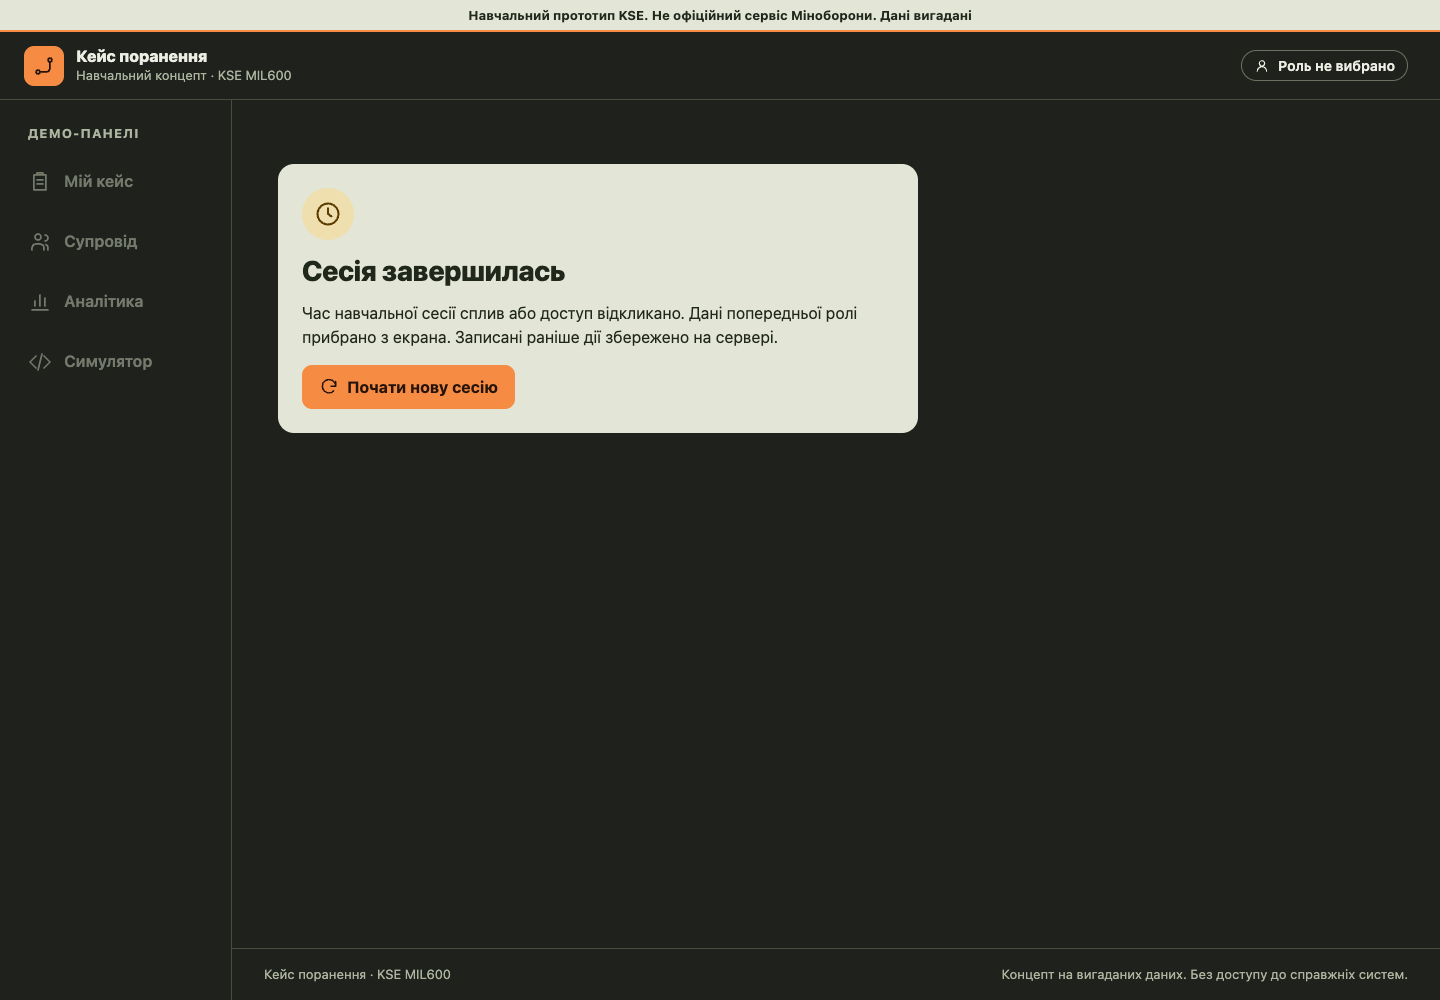 Навчальний прототип KSE. Не офіційний сервіс Міноборони. Дані вигадані
Кейс поранення
Навчальний концепт · KSE MIL600
Роль не вибрано
ДЕМО-ПАНЕЛІ
Мій кейс
Супровід
Аналітика
Симулятор
Сесія завершилась
Час навчальної сесії сплив або доступ відкликано. Дані попередньої ролі
прибрано з екрана. Записані раніше дії збережено на сервері.
Почати нову сесію
Кейс поранення · KSE MIL600
Концепт на вигаданих даних. Без доступу до справжніх систем.